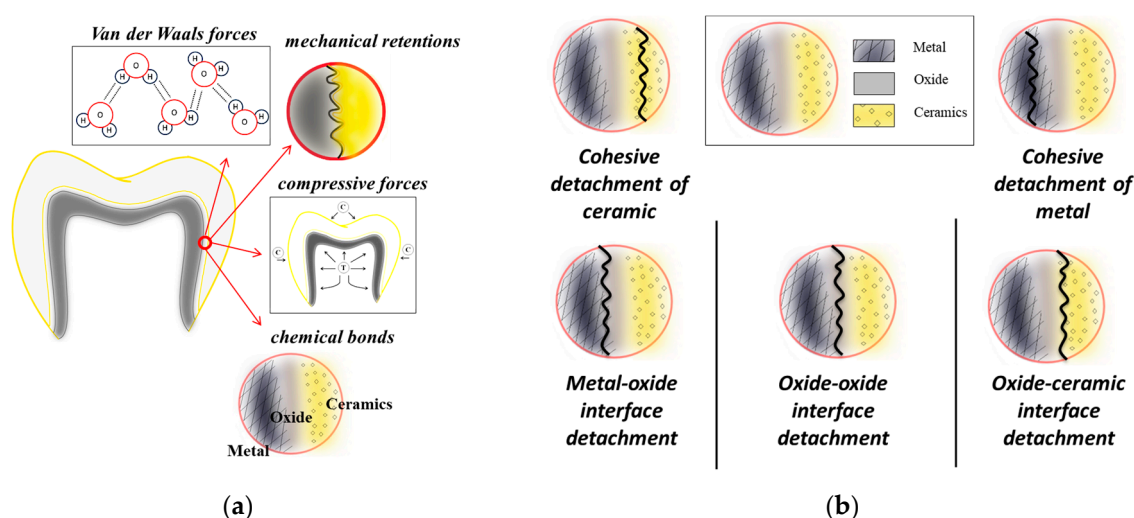 Van der Waals forces
H H O H H O
H O H H O H H O H
mechanical retentions
compressive forces
C
C C
T
chemical bonds
Ceramics
Oxide
Metal
(a)
Metal
Oxide
Ceramics
Cohesive
detachment of
ceramic
Cohesive
detachment of
metal
Metal-oxide
interface
detachment
Oxide-oxide
interface
detachment
Oxide-ceramic
interface
detachment
(b)